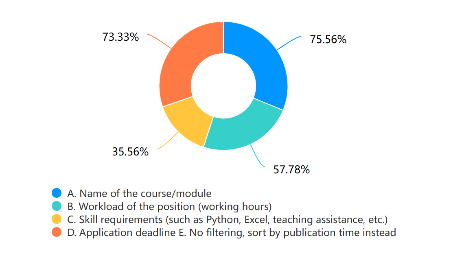 73.33%
75.56%
35.56%
57.78%
A. Name of the course/module
B. Workload of the position (working hours)
C. Skill requirements (such as Python, Excel, teaching assistance, etc.)
D. Application deadline E. No filtering, sort by publication time instead